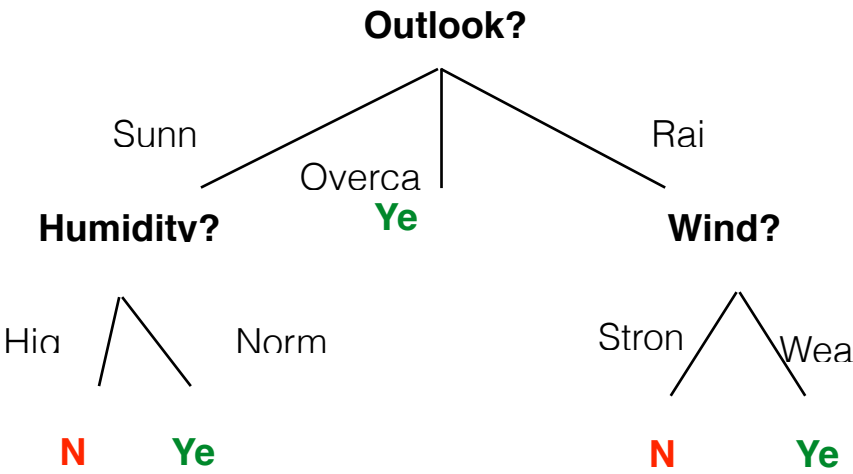 Outlook?
Sunn
Rai
Overca
Ye
Humidity?
Wind?
Hig
Norm
Stron
Wea
N
Ye
N
Ye